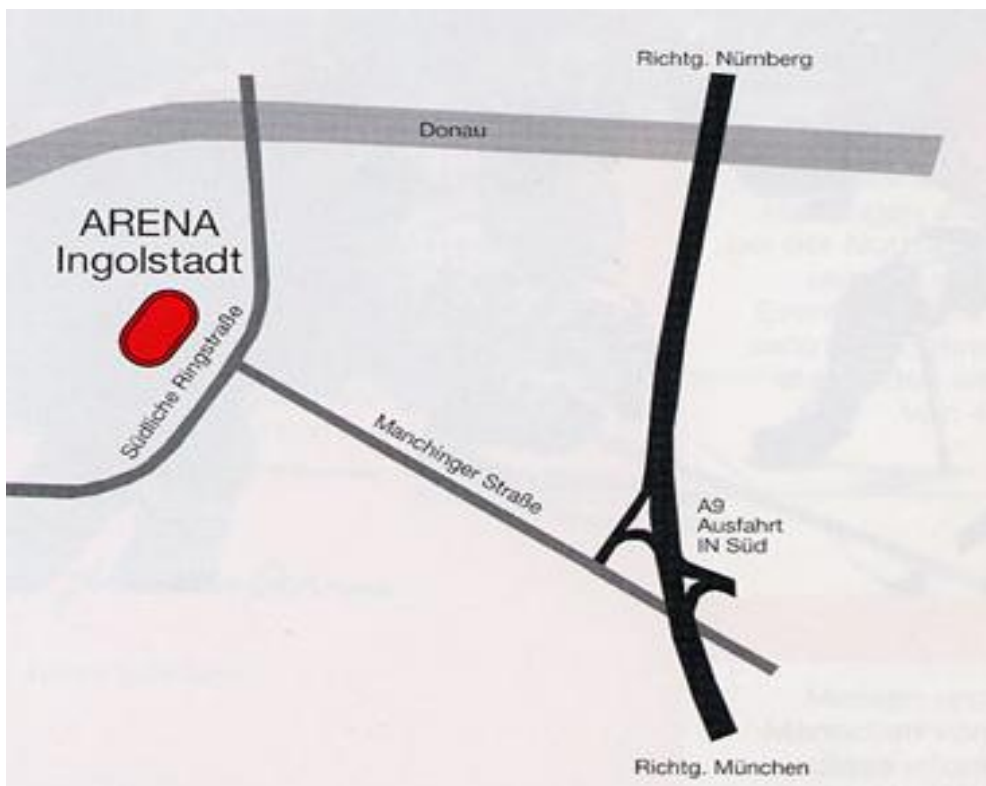 Richtg. Nürnberg
Donau
ARENA
Ingolstadt
Südliche Ringstraße
Manchinger Straße
A9
Ausfahrt
IN Süd
Richtg. München